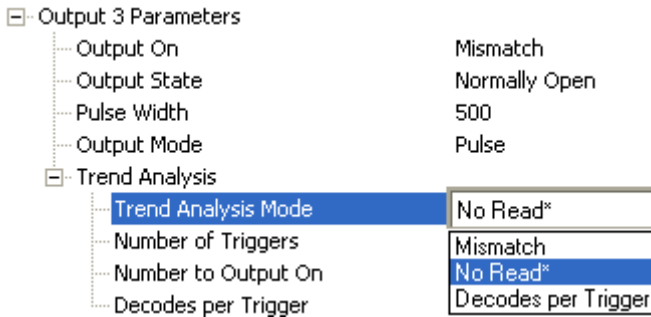 Output 3 Parameters
Output On Mismatch
Output State Normally Open
Pulse Width 500
Output Mode Pulse
Trend Analysis
Trend Analysis Mode No Read*
Number of Triggers Mismatch
Number to Output On No Read*
Decodes per Trigger Decodes per Trigger